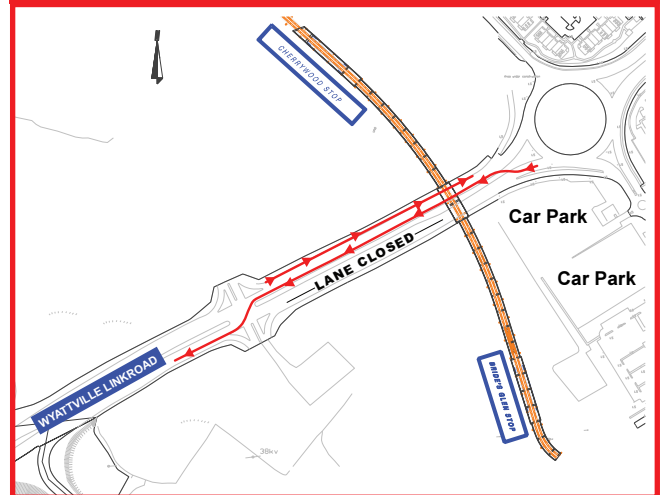 CHERRYWOOD STOP
Car Park
Car Park
LANE CLOSED
BRIDE'S GLEN STOP
WYATTVILLE LINKROAD
38kv